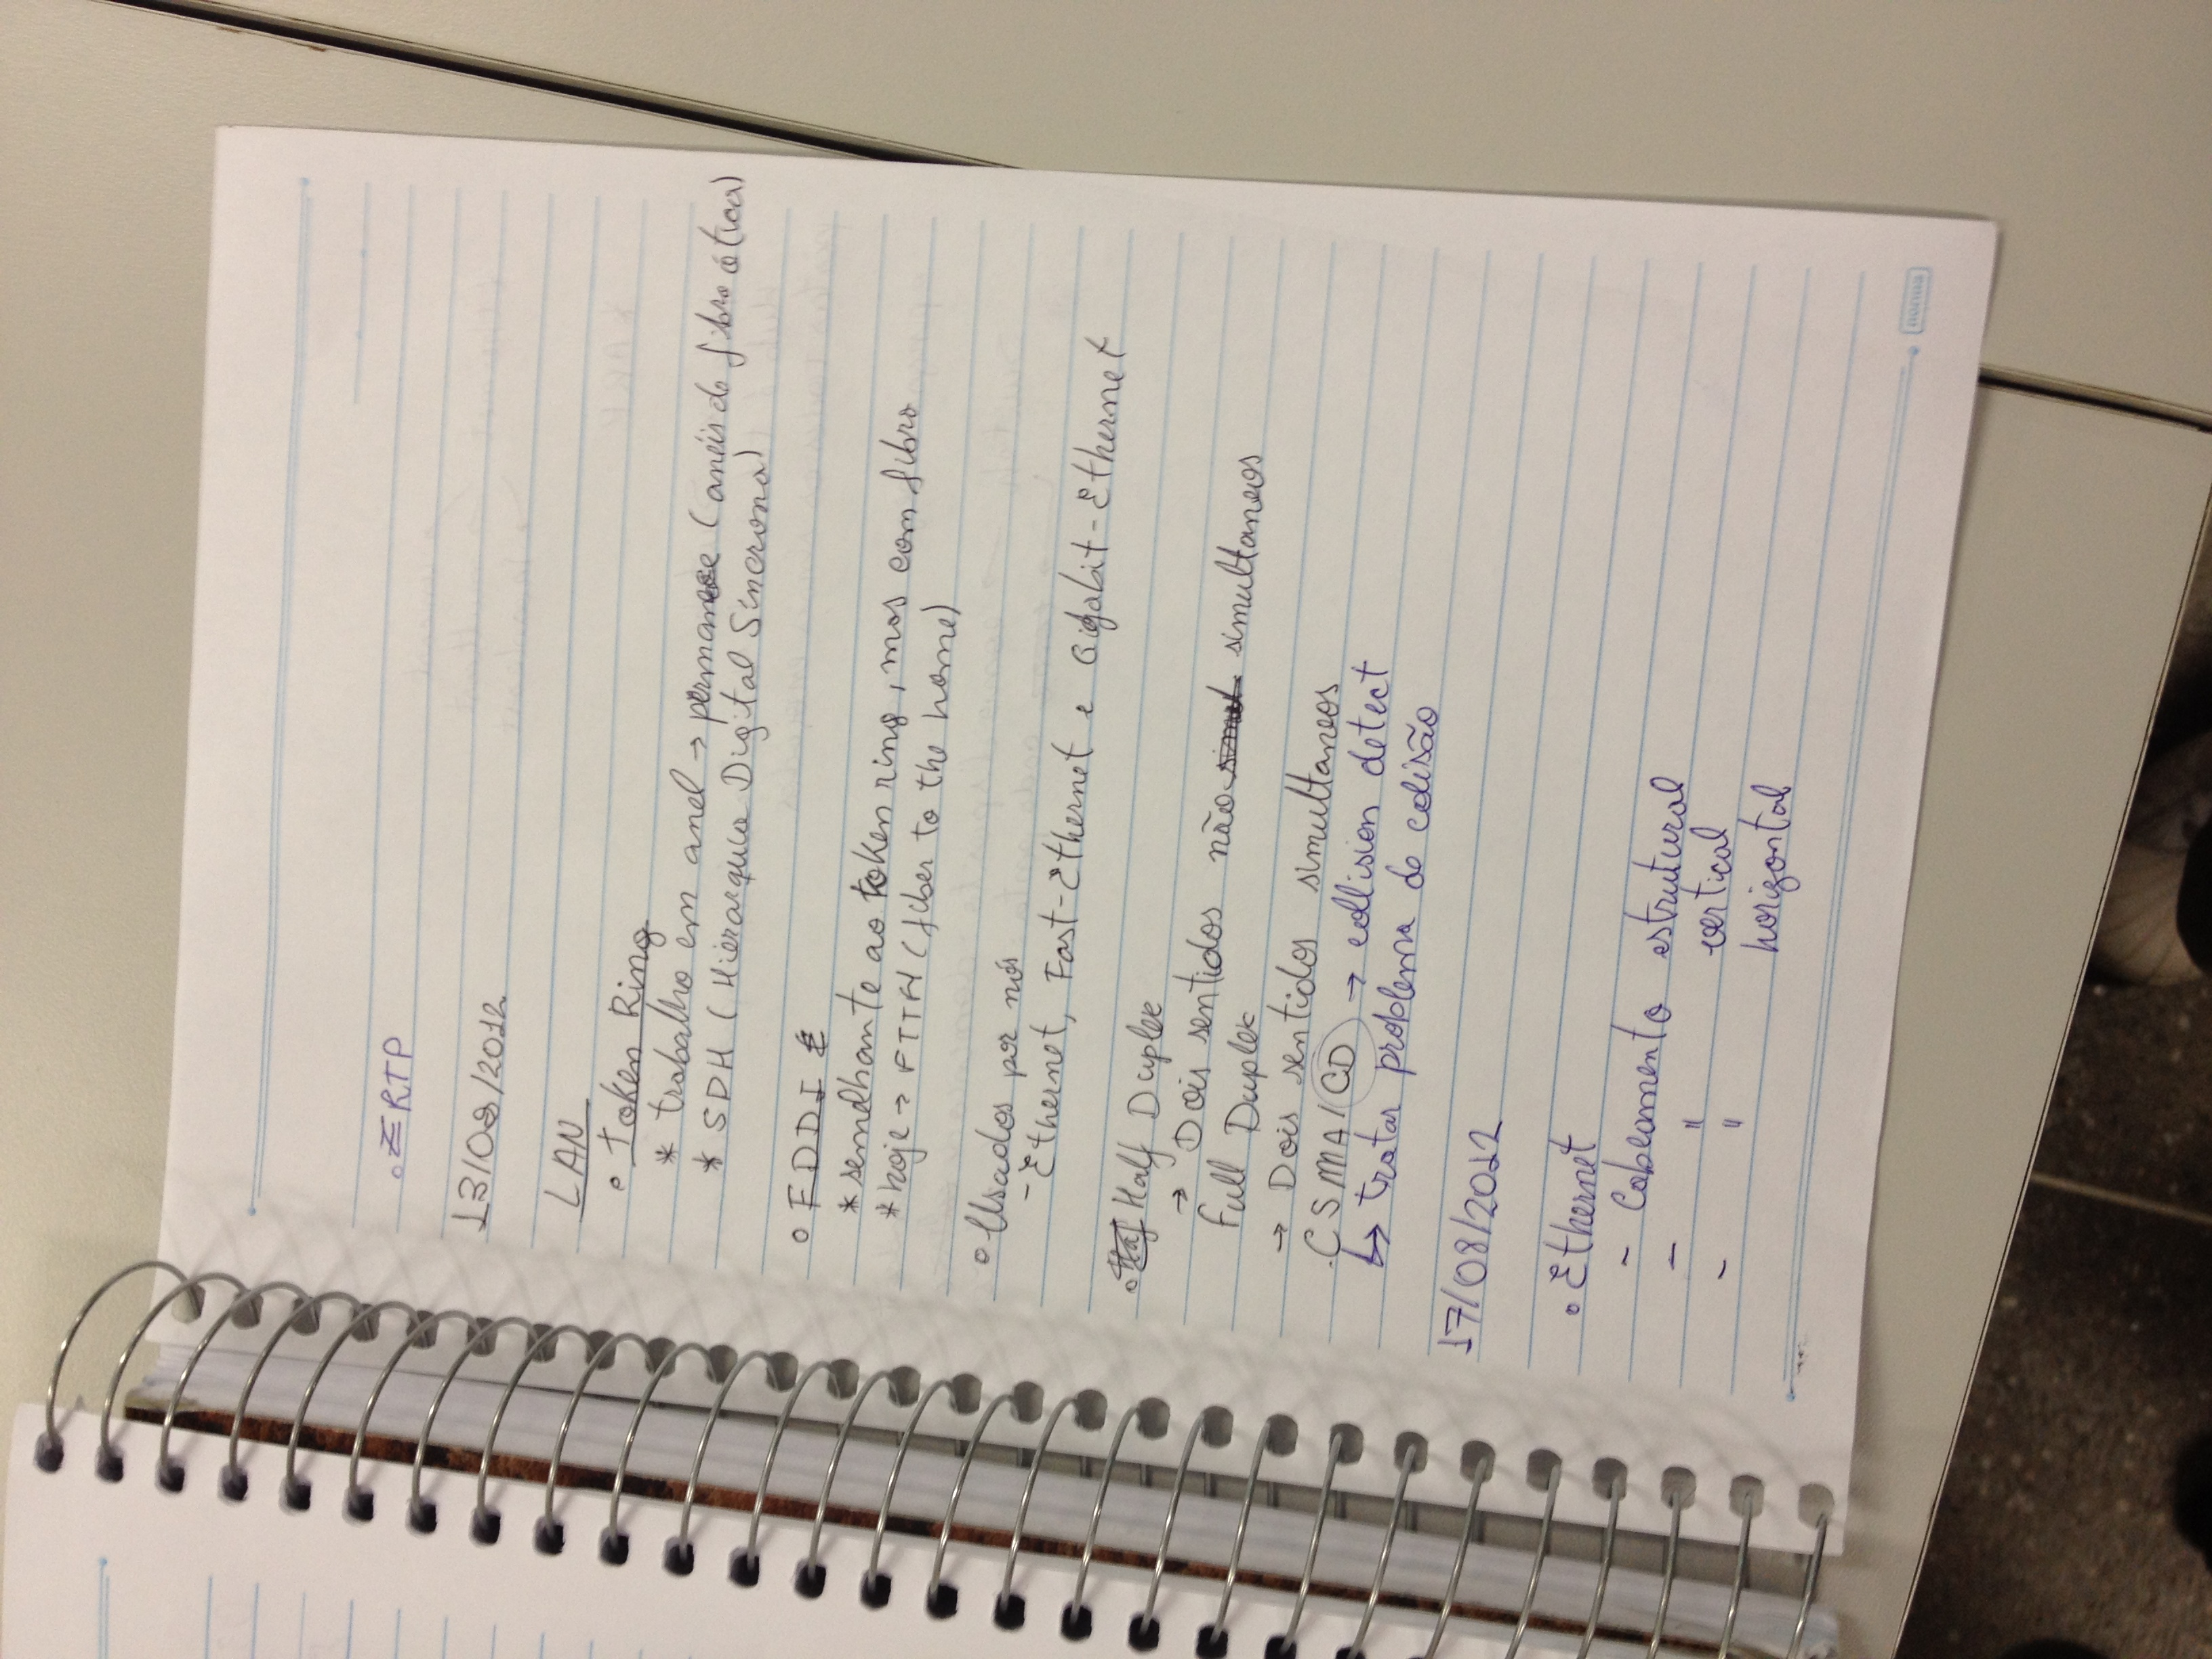 ◦ RTP
13/08/2012
LAN
◦ Token Ring
* trabalho em anel → permanece (anéis de fibra ótica)
* SDH (Hierarquia Digital Síncrona)
◦ FDDI
* semelhante ao token ring, mas com fibra
* hoje → FTTH (fiber to the home)
◦ Usados por nós
- Ethernet, Fast-Ethernet e Gigabit-Ethernet
◦ Half Duplex
→ Dois sentidos não simultaneos
Full Duplex
→ Dois sentidos simultaneos
. CSMA/CD → collision detect
↳ tratar problema de colisão
17/08/2012
◦ Ethernet
- Cabeamento estrutural
- " vertical
- " horizontal
norma